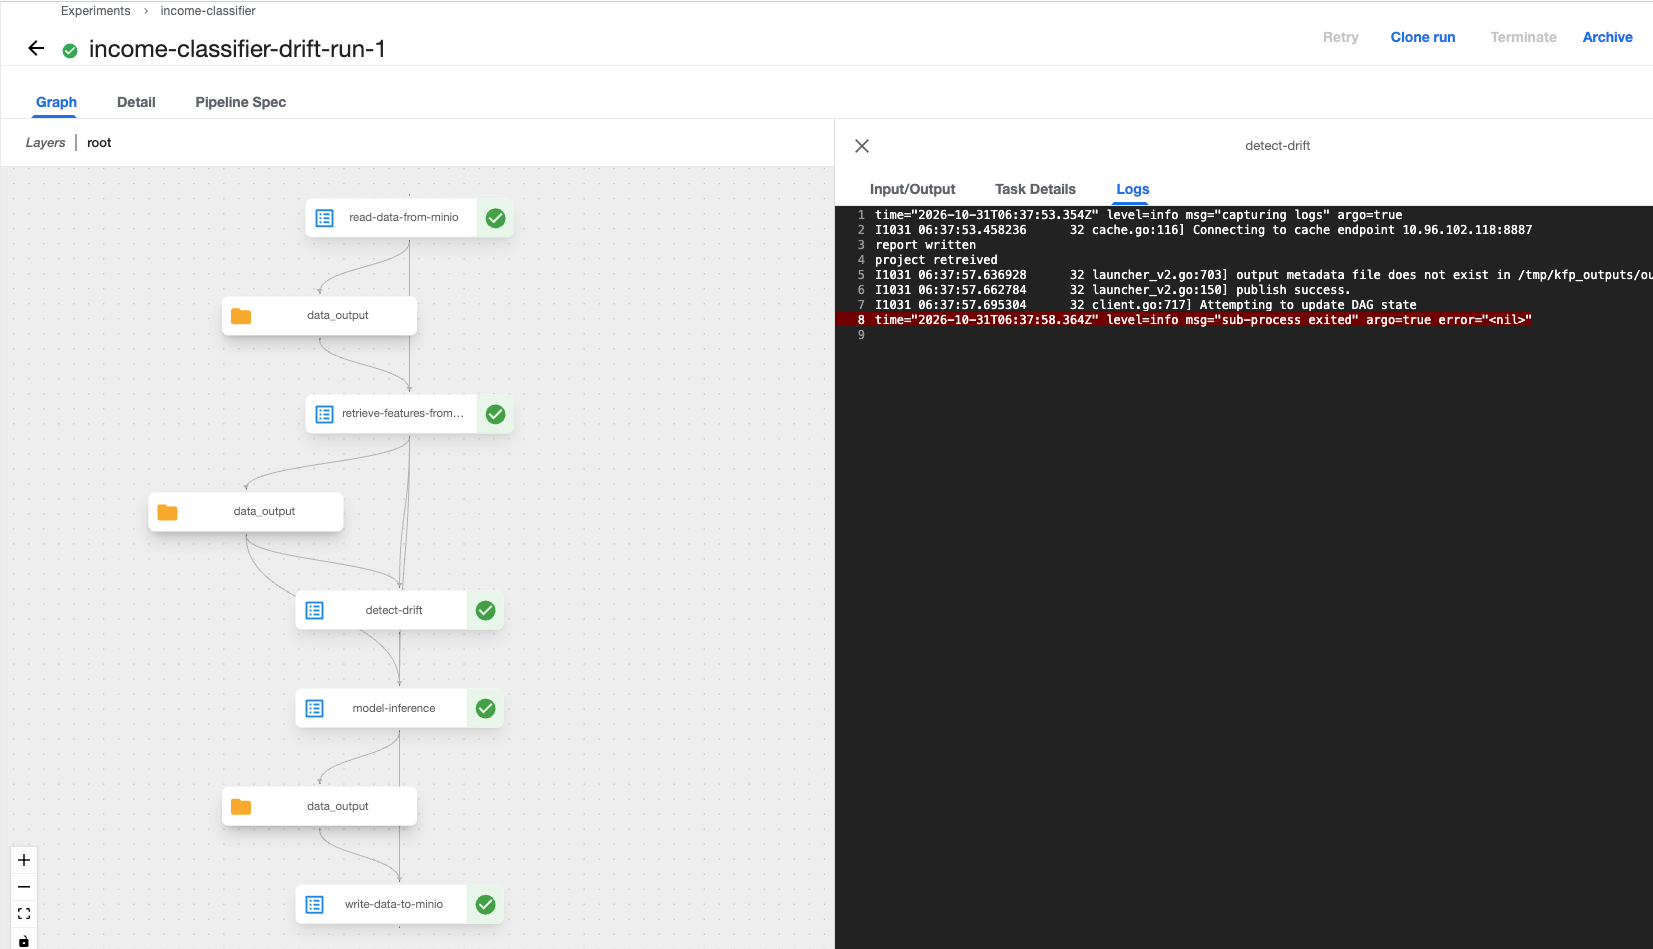 Experiments > income-classifier
income-classifier-drift-run-1
Retry Clone run Terminate Archive
Graph Detail Pipeline Spec
Layers | root
read-data-from-minio
data_output
retrieve-features-from...
data_output
detect-drift
model-inference
data_output
write-data-to-minio
detect-drift
Input/Output Task Details Logs
1 time="2026-10-31T06:37:53.354Z" level=info msg="capturing logs" argo=true
2 I1031 06:37:53.458236 32 cache.go:116] Connecting to cache endpoint 10.96.102.118:8887
3 report written
4 project retreived
5 I1031 06:37:57.636928 32 launcher_v2.go:703] output metadata file does not exist in /tmp/kfp_outputs/ou
6 I1031 06:37:57.662784 32 launcher_v2.go:150] publish success.
7 I1031 06:37:57.695304 32 client.go:717] Attempting to update DAG state
8 time="2026-10-31T06:37:58.364Z" level=info msg="sub-process exited" argo=true error="<nil>"
9